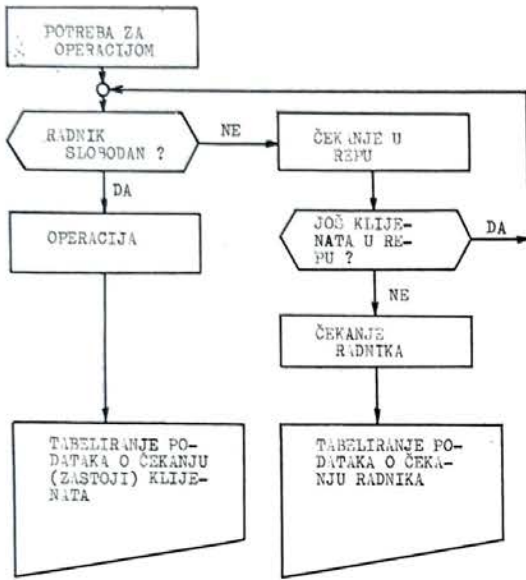 POTREBA ZA
OPERACIJOM
RADNIK
SLOBODAN ?
NE
DA
OPERACIJA
TABELIRANJE PO-
DATAKA O ČEKANJU
(ZASTOJI) KLIJE-
NATA
ČEKANJE U
REPU
JOŠ KLIJE-
NATA U RE-
PU ?
DA
NE
ČEKANJE
RADNIKA
TABELIRANJE PO-
DATAKA O ČEKA-
NJU RADNIKA